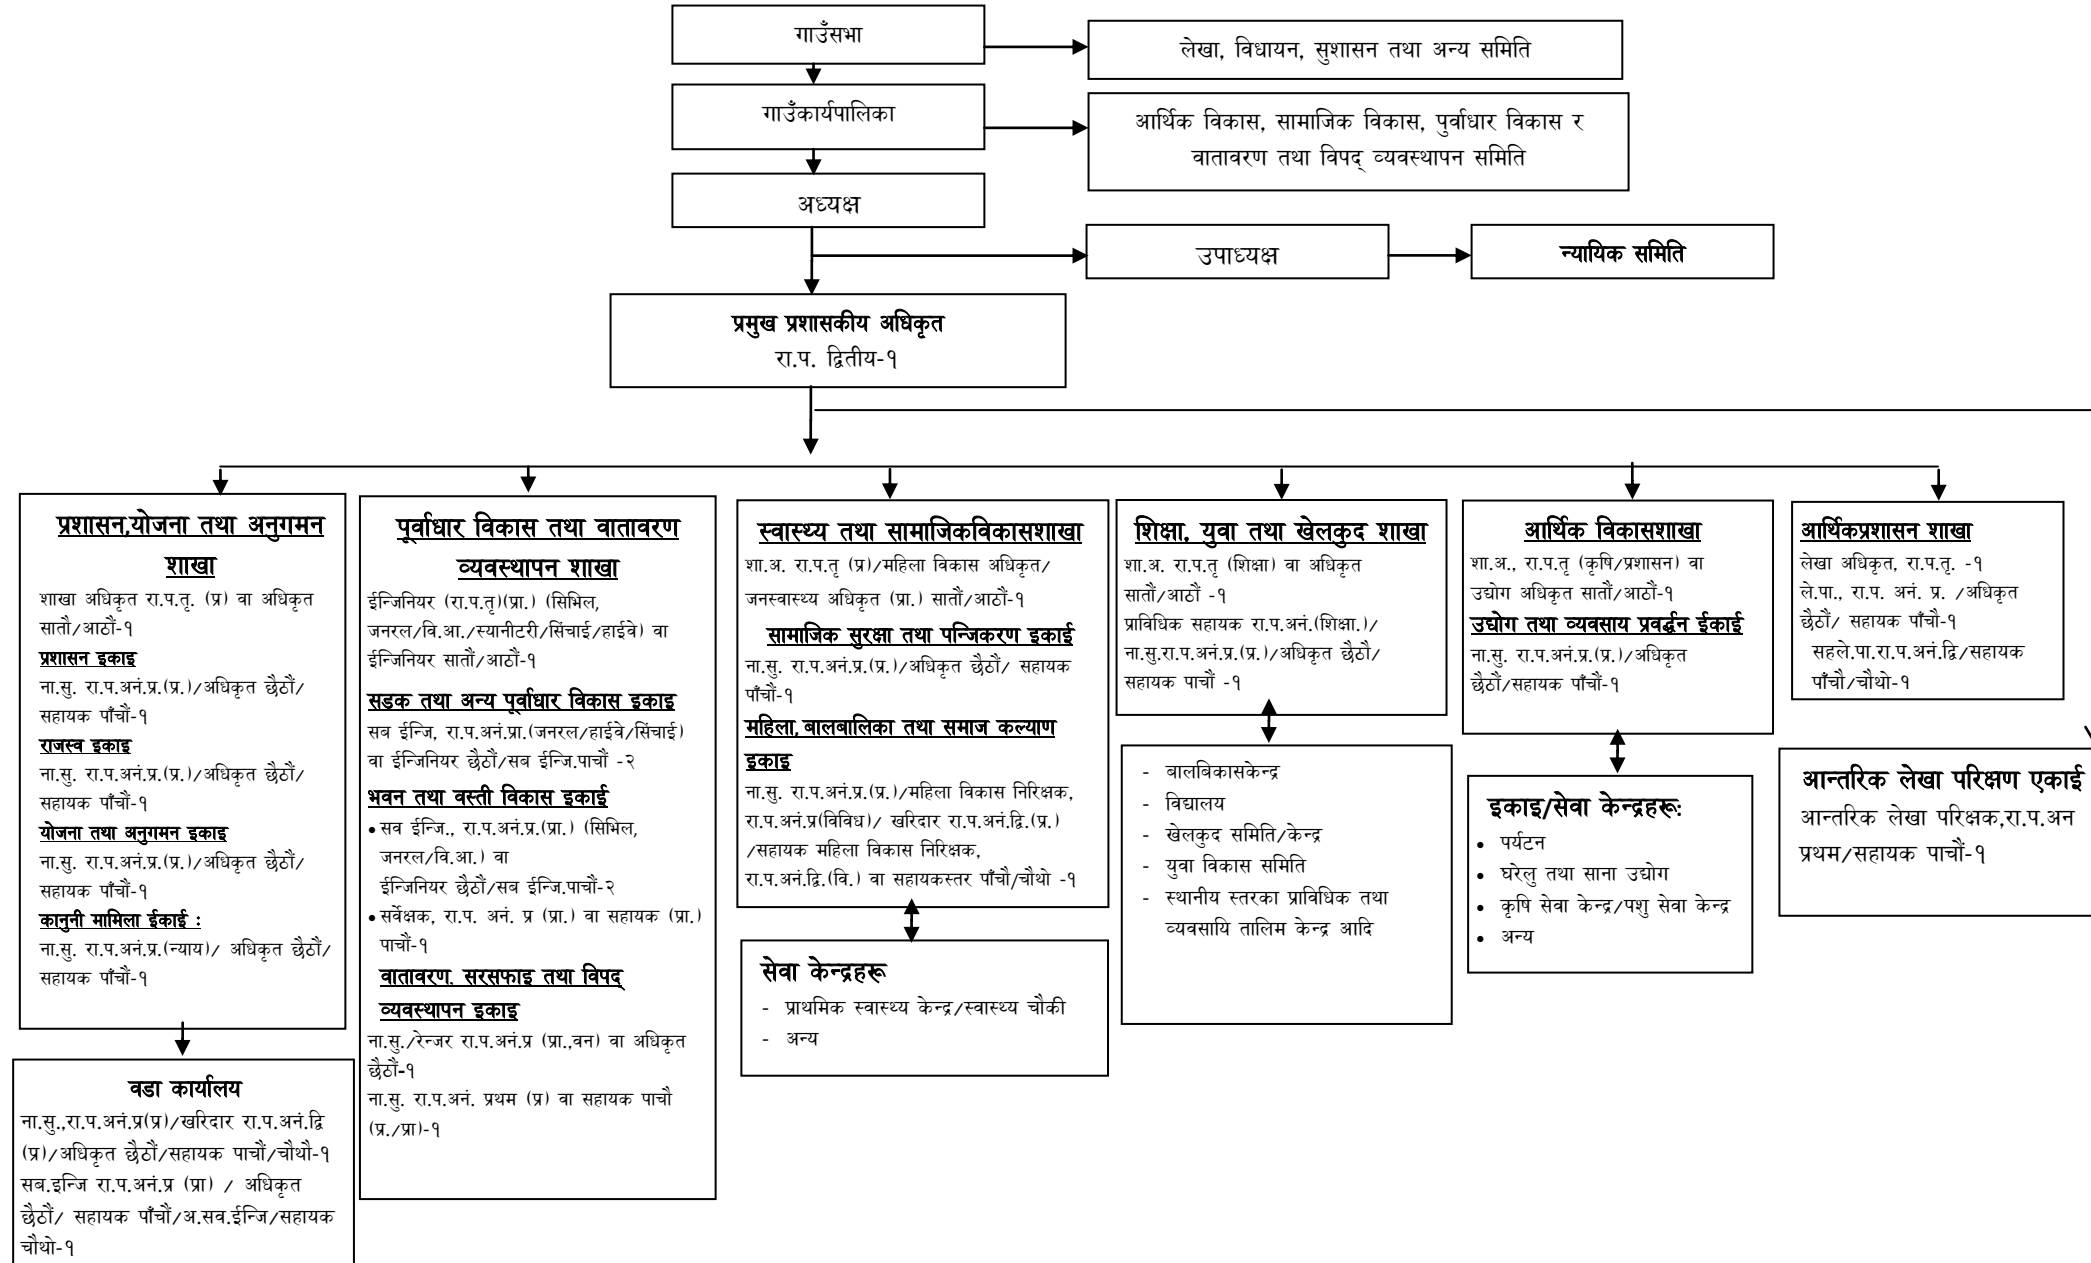 गाउँसभा
लेखा, विधायन, सुशासन तथा अन्य समिति
गाउँकार्यपालिका
आर्थिक विकास, सामाजिक विकास, पुर्वाधार विकास र
वातावरण तथा विपद् व्यवस्थापन समिति
अध्यक्ष
उपाध्यक्ष
न्यायिक समिति
प्रमुख प्रशासकीय अधिकृत
रा.प. द्वितीय-१
प्रशासन,योजना तथा अनुगमन
शाखा
शाखा अधिकृत रा.प.तृ. (प्र) वा अधिकृत
सातौ/आठौं-१
प्रशासन इकाइ
ना.सु. रा.प.अनं.प्र.(प्र.)/अधिकृत छैठौं/
सहायक पाँचौं-१
राजस्व इकाइ
ना.सु. रा.प.अनं.प्र.(प्र.)/अधिकृत छैठौं/
सहायक पाँचौं-१
योजना तथा अनुगमन इकाइ
ना.सु. रा.प.अनं.प्र.(प्र.)/अधिकृत छैठौं/
सहायक पाँचौं-१
कानुनी मामिला ईकाई :
ना.सु. रा.प.अनं.प्र.(न्याय)/ अधिकृत छैठौं/
सहायक पाँचौं-१
वडा कार्यालय
ना.सु.,रा.प.अनं.प्र(प्र)/खरिदार रा.प.अनं.द्वि
(प्र)/अधिकृत छैठौं/सहायक पाचौं/चौथौ-१
सब.इन्जि रा.प.अनं.प्र (प्रा) / अधिकृत
छैठौं/ सहायक पाँचौं/अ.सव.ईन्जि/सहायक
चौथो-१
पूर्वाधार विकास तथा वातावरण
व्यवस्थापन शाखा
ईन्जिनियर (रा.प.तृ)(प्रा.) (सिभिल,
जनरल/वि.आ./स्यानीटरी/सिंचाई/हाईवे) वा
ईन्जिनियर सातौं/आठौं-१
सडक तथा अन्य पूर्वाधार विकास इकाइ
सब ईन्जि, रा.प.अनं.प्रा.(जनरल/हाईवे/सिंचाई)
वा ईन्जिनियर छैठौं/सब ईन्जि.पाचौं -२
भवन तथा वस्ती विकास इकाई
• सव ईन्जि., रा.प.अनं.प्र.(प्रा.) (सिभिल,
जनरल/वि.आ.) वा
ईन्जिनियर छैठौं/सब ईन्जि.पाचौं-२
• सर्वेक्षक, रा.प. अनं. प्र (प्रा.) वा सहायक (प्रा.)
पाचौं-१
वातावरण, सरसफाइ तथा विपद्
व्यवस्थापन इकाइ
ना.सु./रेन्जर रा.प.अनं.प्र (प्रा.,वन) वा अधिकृत
छैठौं-१
ना.सु. रा.प.अनं. प्रथम (प्र) वा सहायक पाचौ
(प्र./प्रा)-१
स्वास्थ्य तथा सामाजिकविकासशाखा
शा.अ. रा.प.तृ (प्र)/महिला विकास अधिकृत/
जनस्वास्थ्य अधिकृत (प्रा.) सातौं/आठौं-१
सामाजिक सुरक्षा तथा पन्जिकरण इकाई
ना.सु. रा.प.अनं.प्र.(प्र.)/अधिकृत छैठौं/ सहायक
पाँचौं-१
महिला, बालबालिका तथा समाज कल्याण
इकाइ
ना.सु. रा.प.अनं.प्र.(प्र.)/महिला विकास निरिक्षक,
रा.प.अनं.प्र(विविध)/ खरिदार रा.प.अनं.द्वि.(प्र.)
/सहायक महिला विकास निरिक्षक,
रा.प.अनं.द्वि.(वि.) वा सहायकस्तर पाँचौ/चौथो -१
सेवा केन्द्रहरू
- प्राथमिक स्वास्थ्य केन्द्र/स्वास्थ्य चौकी
- अन्य
शिक्षा, युवा तथा खेलकुद शाखा
शा.अ. रा.प.तृ (शिक्षा) वा अधिकृत
सातौं/आठौं -१
प्राविधिक सहायक रा.प.अनं.(शिक्षा.)/
ना.सु.रा.प.अनं.प्र.(प्र.)/अधिकृत छैठौ/
सहायक पाचौं -१
- बालबिकासकेन्द्र
- विद्यालय
- खेलकुद समिति/केन्द्र
- युवा विकास समिति
- स्थानीय स्तरका प्राविधिक तथा
व्यवसायि तालिम केन्द्र आदि
आर्थिक विकासशाखा
शा.अ., रा.प.तृ (कृषि/प्रशासन) वा
उद्योग अधिकृत सातौं/आठौं-१
उद्योग तथा व्यवसाय प्रवर्द्धन ईकाई
ना.सु. रा.प.अनं.प्र.(प्र.)/अधिकृत
छैठौं/सहायक पाँचौं-१
इकाइ/सेवा केन्द्रहरू:
• पर्यटन
• घरेलु तथा साना उद्योग
• कृषि सेवा केन्द्र/पशु सेवा केन्द्र
• अन्य
आर्थिकप्रशासन शाखा
लेखा अधिकृत, रा.प.तृ. -१
ले.पा., रा.प. अनं. प्र. /अधिकृत
छैठौं/ सहायक पाँचौ-१
सहले.पा.रा.प.अनं.द्वि/सहायक
पाँचौ/चौथो-१
आन्तरिक लेखा परिक्षण एकाई
आन्तरिक लेखा परिक्षक,रा.प.अन
प्रथम/सहायक पाचौं-१